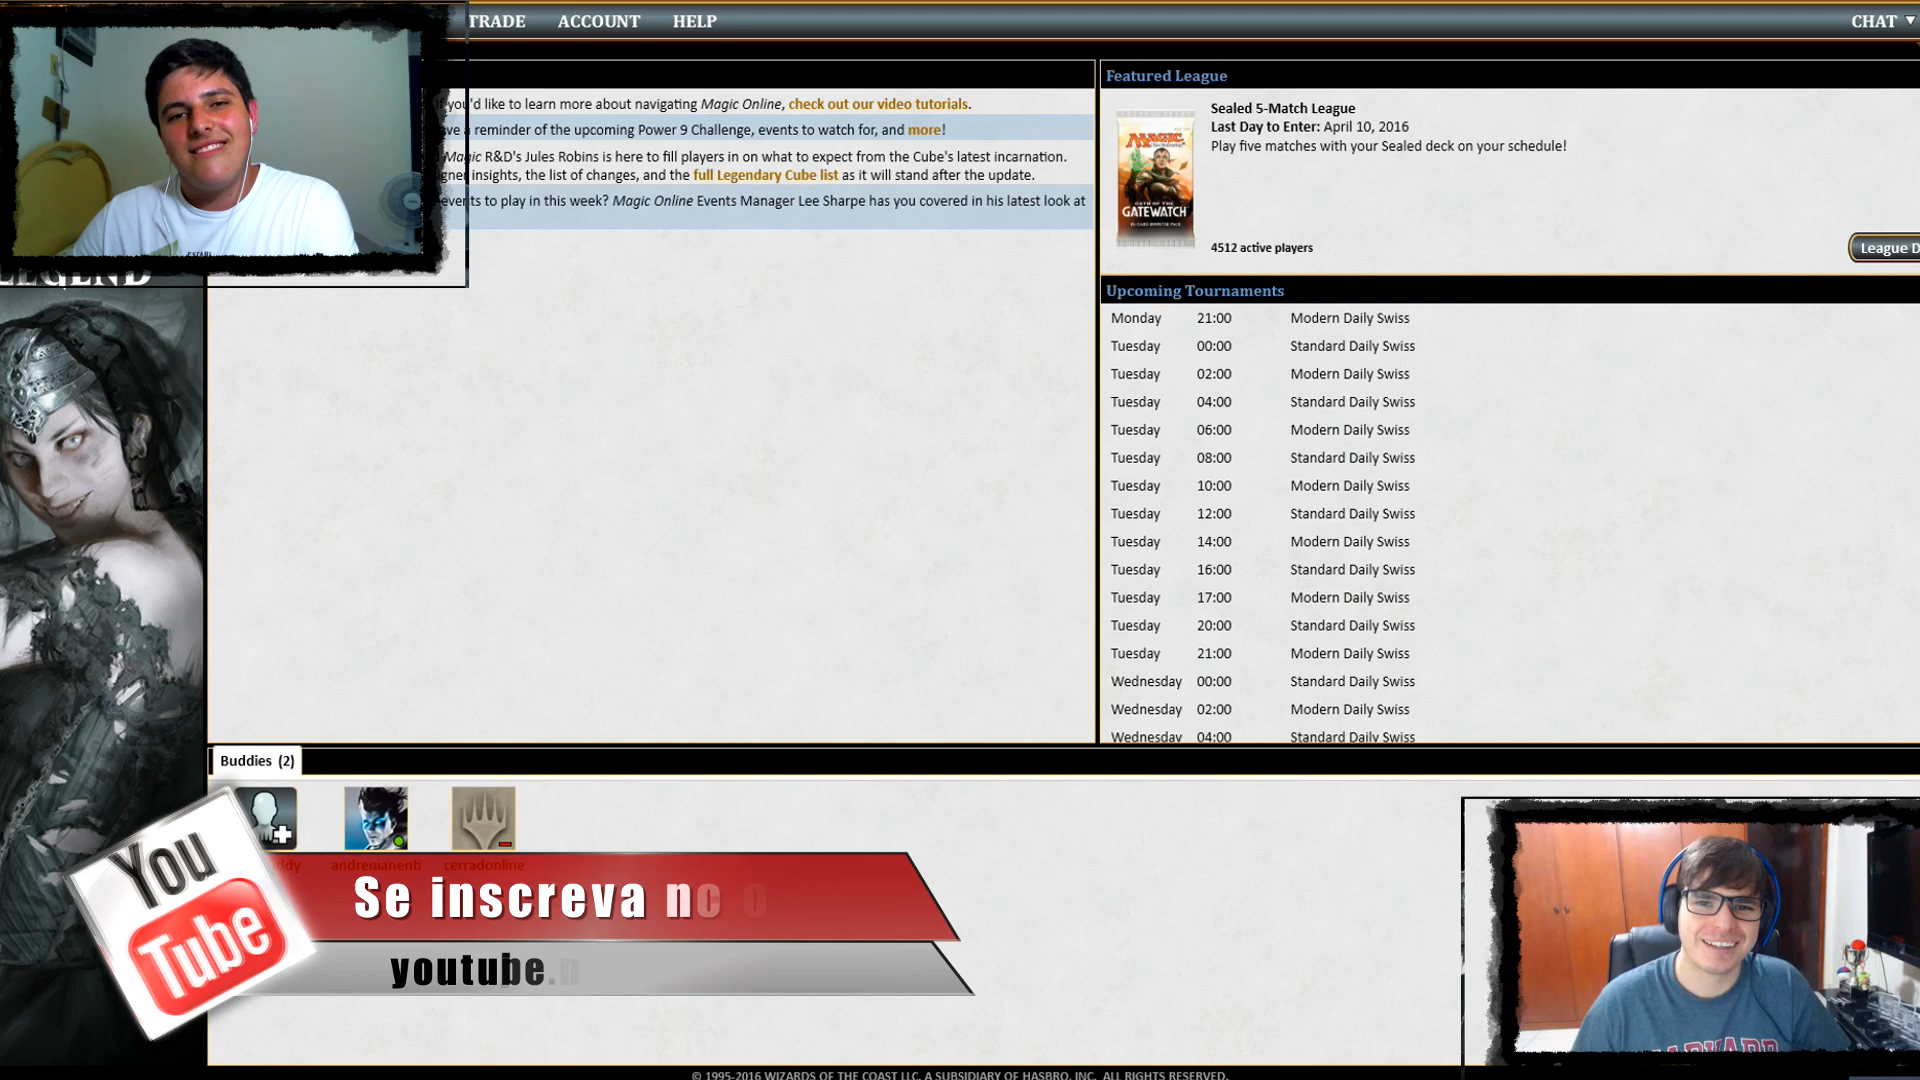 TRADE ACCOUNT HELP
CHAT
you'd like to learn more about navigating Magic Online, check out our video tutorials.
a reminder of the upcoming Power 9 Challenge, events to watch for, and more!
Magic R&D's Jules Robins is here to fill players in on what to expect from the Cube's latest incarnation.
insights, the list of changes, and the full Legendary Cube list as it will stand after the update.
to play in this week? Magic Online Events Manager Lee Sharpe has you covered in his latest look at
Featured League
MAGIC
OATH OF THE
GATEWATCH
Sealed 5-Match League
Last Day to Enter: April 10, 2016
Play five matches with your Sealed deck on your schedule!
4512 active players
League D
LEGEND
Upcoming Tournaments
Monday 21:00 Modern Daily Swiss
Tuesday 00:00 Standard Daily Swiss
Tuesday 02:00 Modern Daily Swiss
Tuesday 04:00 Standard Daily Swiss
Tuesday 06:00 Modern Daily Swiss
Tuesday 08:00 Standard Daily Swiss
Tuesday 10:00 Modern Daily Swiss
Tuesday 12:00 Standard Daily Swiss
Tuesday 14:00 Modern Daily Swiss
Tuesday 16:00 Standard Daily Swiss
Tuesday 17:00 Modern Daily Swiss
Tuesday 20:00 Standard Daily Swiss
Tuesday 21:00 Modern Daily Swiss
Wednesday 00:00 Standard Daily Swiss
Wednesday 02:00 Modern Daily Swiss
Wednesday 04:00 Standard Daily Swiss
Buddies (2)
andremanenti cerradonline
You
Tube
Se inscreva no
youtube.
HARVARD
© 1995-2016 WIZARDS OF THE COAST LLC, A SUBSIDIARY OF HASBRO, INC. ALL RIGHTS RESERVED.